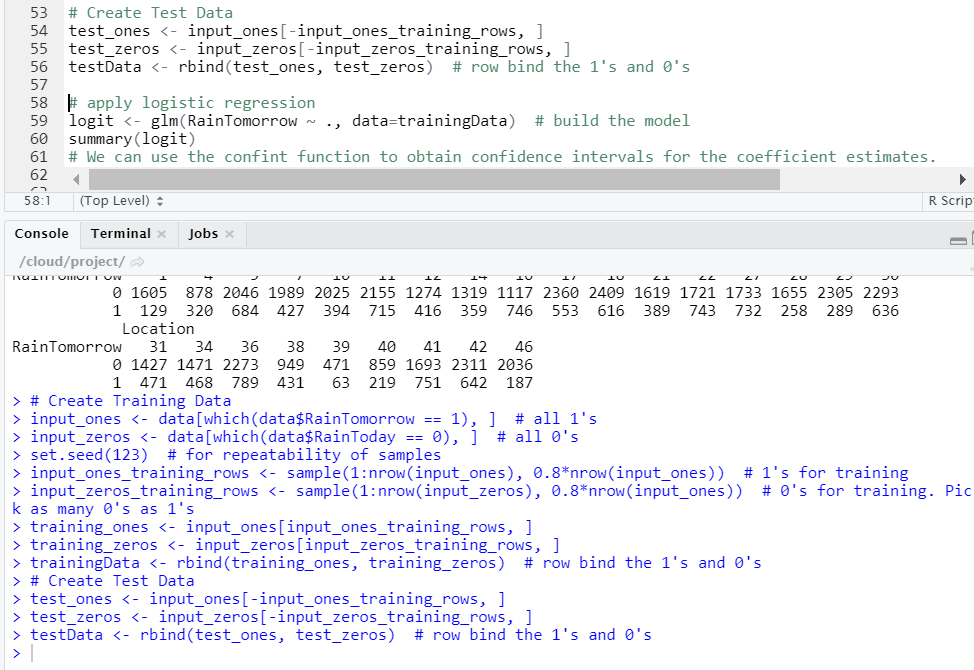 53 # Create Test Data
54 test_ones <- input_ones[-input_ones_training_rows, ]
55 test_zeros <- input_zeros[-input_zeros_training_rows, ]
56 testData <- rbind(test_ones, test_zeros)  # row bind the 1's and 0's
57
58 # apply logistic regression
59 logit <- glm(RainTomorrow ~ ., data=trainingData)  # build the model
60 summary(logit)
61 # We can use the confint function to obtain confidence intervals for the coefficient estimates.
62
58:1 (Top Level) R Script
Console Terminal Jobs
/cloud/project/
RainTomorrow
0 1605  878 2046 1989 2025 2155 1274 1319 1117 2360 2409 1619 1721 1733 1655 2305 2293
1  129  320  684  427  394  715  416  359  746  553  616  389  743  732  258  289  636
Location
RainTomorrow   31   34   36   38   39   40   41   42   46
0 1427 1471 2273  949  471  859 1693 2311 2036
1  471  468  789  431   63  219  751  642  187
> # Create Training Data
> input_ones <- data[which(data$RainTomorrow == 1), ]  # all 1's
> input_zeros <- data[which(data$RainToday == 0), ]  # all 0's
> set.seed(123)  # for repeatability of samples
> input_ones_training_rows <- sample(1:nrow(input_ones), 0.8*nrow(input_ones))  # 1's for training
> input_zeros_training_rows <- sample(1:nrow(input_zeros), 0.8*nrow(input_ones))  # 0's for training. Pic
k as many 0's as 1's
> training_ones <- input_ones[input_ones_training_rows, ]
> training_zeros <- input_zeros[input_zeros_training_rows, ]
> trainingData <- rbind(training_ones, training_zeros)  # row bind the 1's and 0's
> # Create Test Data
> test_ones <- input_ones[-input_ones_training_rows, ]
> test_zeros <- input_zeros[-input_zeros_training_rows, ]
> testData <- rbind(test_ones, test_zeros)  # row bind the 1's and 0's
>